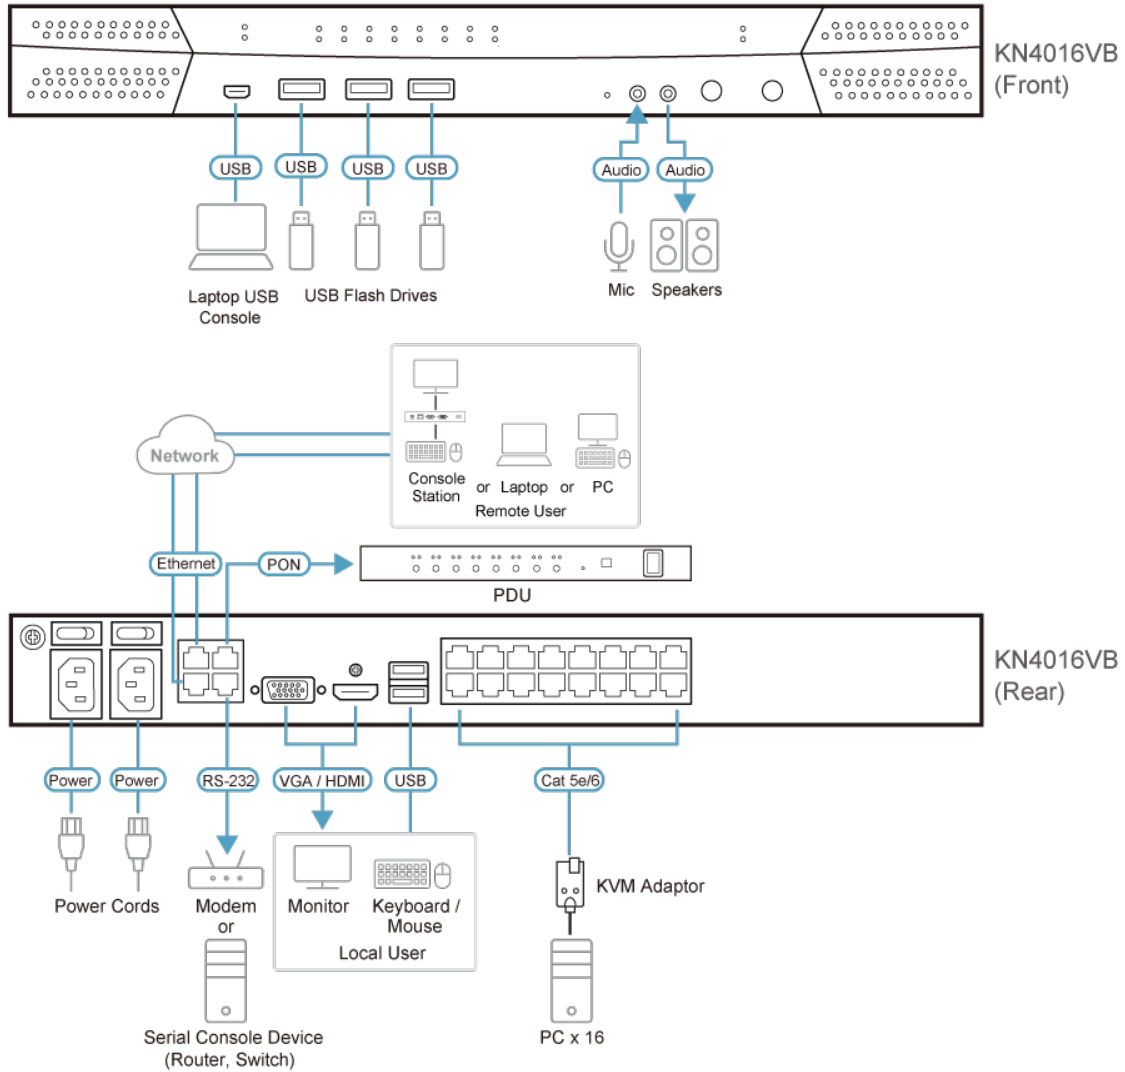 KN4016VB
(Front)
USB
USB
USB
USB
Audio
Audio
Laptop USB
Console
USB Flash Drives
Mic
Speakers
Network
Console
Station
or
Laptop
or
PC
Remote User
Ethernet
PON
PDU
KN4016VB
(Rear)
Power
Power
RS-232
VGA / HDMI
USB
Cat 5e/6
Power Cords
Modem
or
Monitor
Keyboard /
Mouse
Local User
KVM Adaptor
Serial Console Device
(Router, Switch)
PC x 16